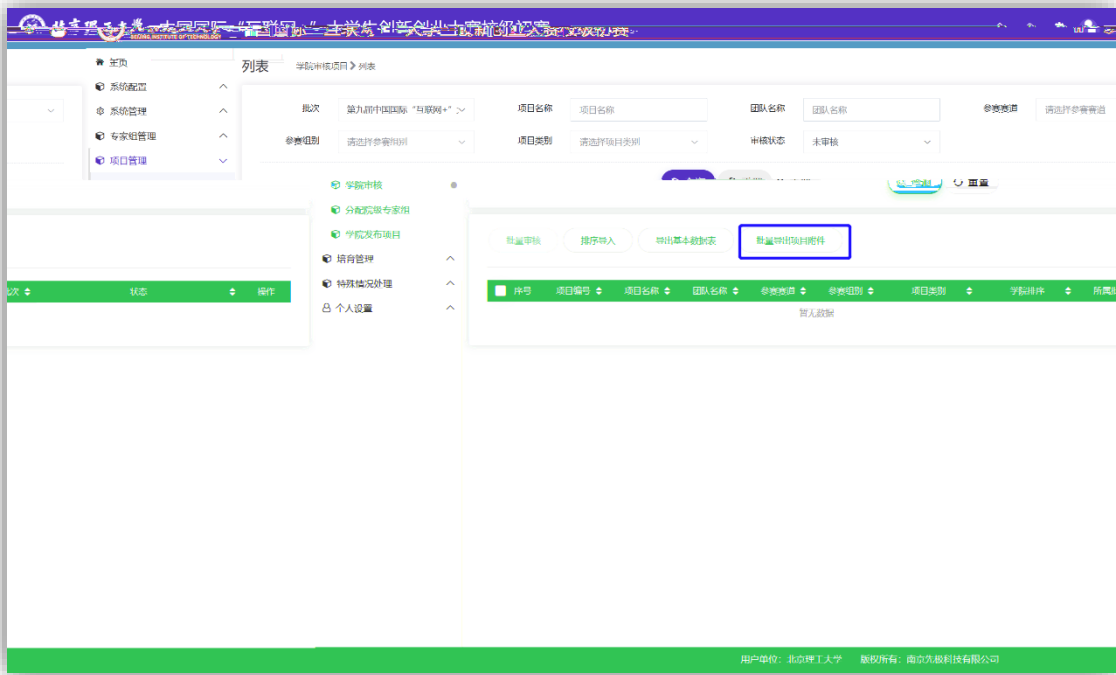 BEIJING INSTITUTE OF TECHNOLOGY
主页
列表 学院审核项目 列表
系统配置
系统管理
批次 第九届中国国际“互联网+”大
项目名称 项目名称
团队名称 团队名称
参赛赛道 请选择参赛赛道
专家组管理
参赛组别 请选择参赛组别
项目类别 请选择项目类别
审核状态 未审核
项目管理
学院审核
重置
分配院级专家组
学院发布项目
批量审核 排序导入 导出基本数据表 批量导出项目附件
培育管理
特殊情况处理
批次 状态 操作
序号 项目编号 项目名称 团队名称 参赛赛道 参赛组别 项目类别 学院排序
个人设置
暂无数据
用户单位：北京理工大学 版权所有：南京先极科技有限公司